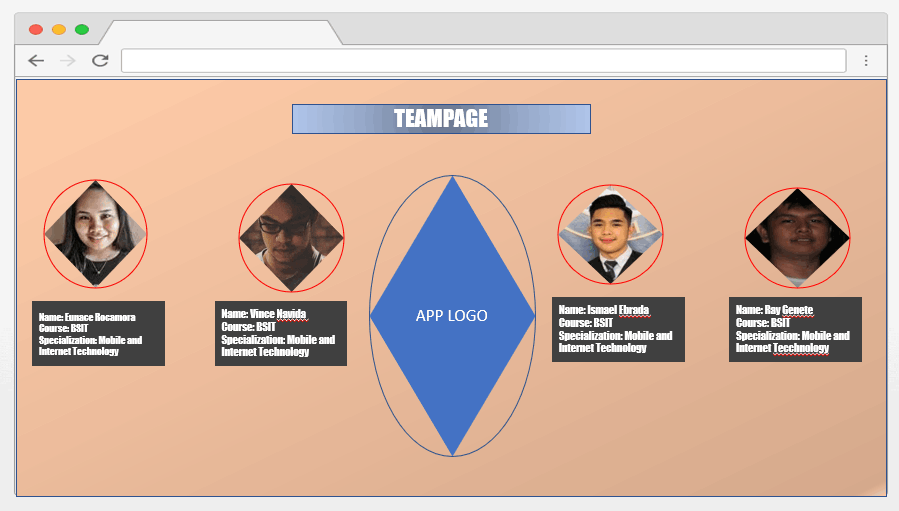 TEAMPAGE
Name: Eunace Rocamora
Course: BSIT
Specialization: Mobile and
Internet Technology
Name: Vince Navida
Course: BSIT
Specialization: Mobile and
Internet Technology
APP LOGO
Name: Ismael Ebrada
Course: BSIT
Specialization: Mobile and
Internet Technology
Name: Ray Genete
Course: BSIT
Specialization: Mobile and
Internet Tecchnology